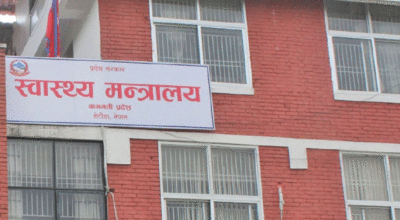 प्रदेश सरकार
स्वास्थ्य मन्त्रालय
बागमती प्रदेश
हेटौंडा, नेपाल